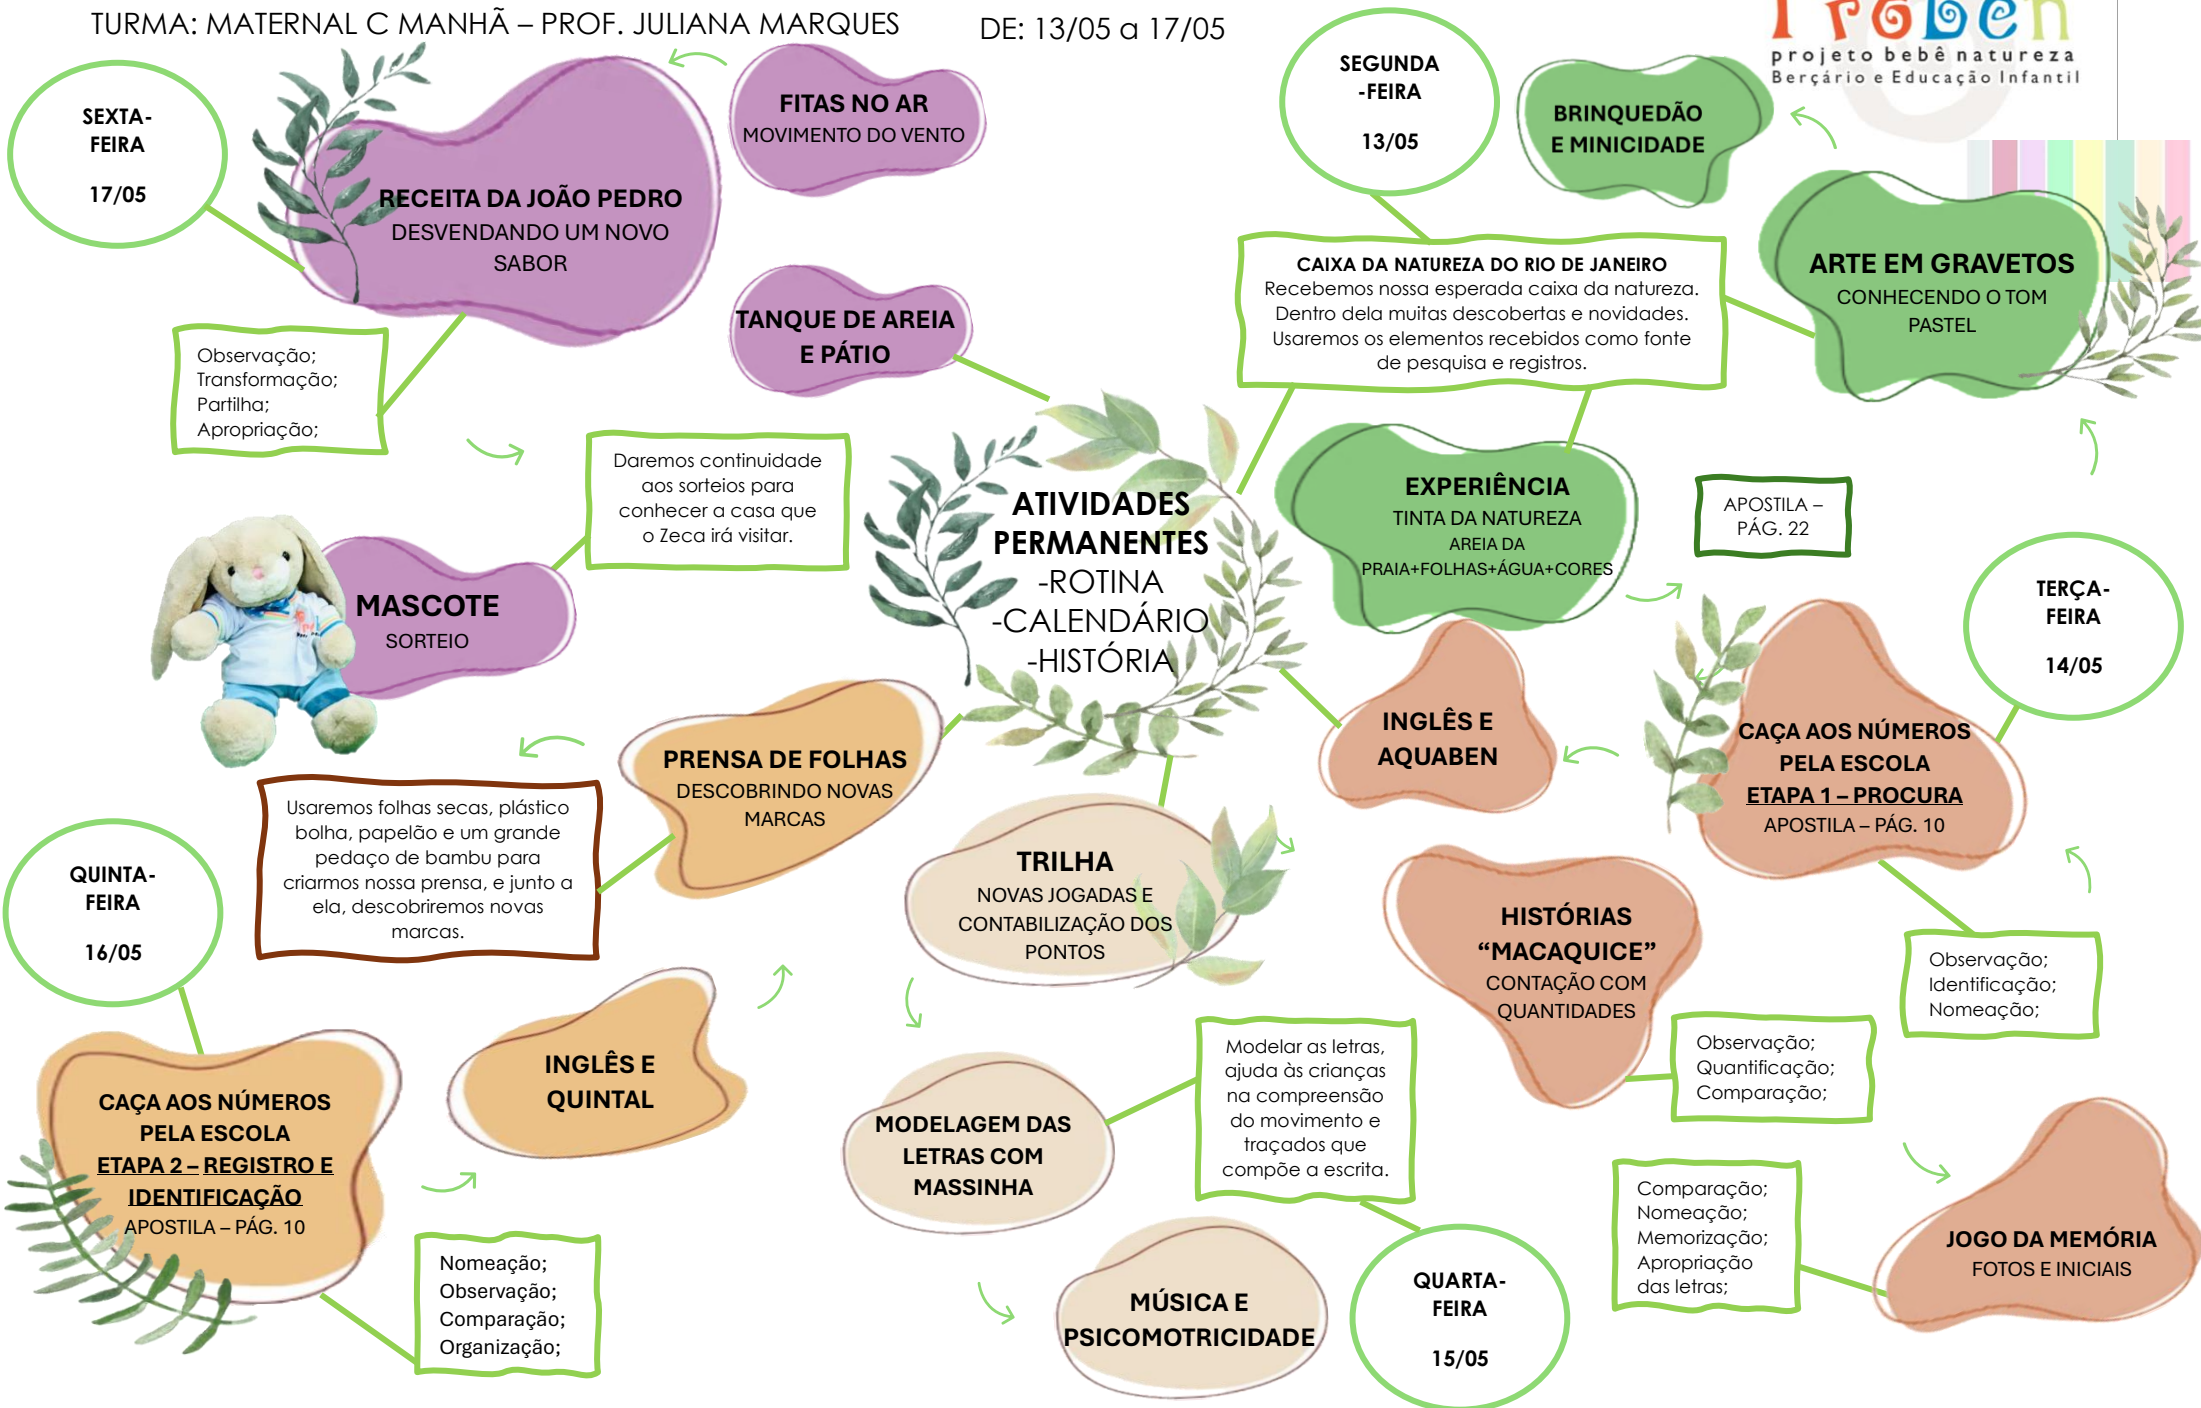 TURMA: MATERNAL C MANHÃ – PROF. JULIANA MARQUES
DE: 13/05 a 17/05
Proben
projeto bebê natureza
Berçário e Educação Infantil
SEGUNDA
-FEIRA
13/05
BRINQUEDÃO
E MINICIDADE
ARTE EM GRAVETOS
CONHECENDO O TOM
PASTEL
CAIXA DA NATUREZA DO RIO DE JANEIRO
Recebemos nossa esperada caixa da natureza.
Dentro dela muitas descobertas e novidades.
Usaremos os elementos recebidos como fonte
de pesquisa e registros.
EXPERIÊNCIA
TINTA DA NATUREZA
AREIA DA
PRAIA+FOLHAS+ÁGUA+CORES
APOSTILA –
PÁG. 22
TERÇA-
FEIRA
14/05
CAÇA AOS NÚMEROS
PELA ESCOLA
ETAPA 1 – PROCURA
APOSTILA – PÁG. 10
Observação;
Identificação;
Nomeação;
INGLÊS E
AQUABEN
HISTÓRIAS
“MACAQUICE”
CONTAÇÃO COM
QUANTIDADES
Observação;
Quantificação;
Comparação;
JOGO DA MEMÓRIA
FOTOS E INICIAIS
Comparação;
Nomeação;
Memorização;
Apropriação
das letras;
QUARTA-
FEIRA
15/05
Modelar as letras,
ajuda às crianças
na compreensão
do movimento e
traçados que
compõe a escrita.
MODELAGEM DAS
LETRAS COM
MASSINHA
MÚSICA E
PSICOMOTRICIDADE
TRILHA
NOVAS JOGADAS E
CONTABILIZAÇÃO DOS
PONTOS
ATIVIDADES
PERMANENTES
-ROTINA
-CALENDÁRIO
-HISTÓRIA
QUINTA-
FEIRA
16/05
CAÇA AOS NÚMEROS
PELA ESCOLA
ETAPA 2 – REGISTRO E
IDENTIFICAÇÃO
APOSTILA – PÁG. 10
Nomeação;
Observação;
Comparação;
Organização;
INGLÊS E
QUINTAL
PRENSA DE FOLHAS
DESCOBRINDO NOVAS
MARCAS
Usaremos folhas secas, plástico
bolha, papelão e um grande
pedaço de bambu para
criarmos nossa prensa, e junto a
ela, descobriremos novas
marcas.
SEXTA-
FEIRA
17/05
RECEITA DA JOÃO PEDRO
DESVENDANDO UM NOVO
SABOR
Observação;
Transformação;
Partilha;
Apropriação;
FITAS NO AR
MOVIMENTO DO VENTO
TANQUE DE AREIA
E PÁTIO
Daremos continuidade
aos sorteios para
conhecer a casa que
o Zeca irá visitar.
MASCOTE
SORTEIO